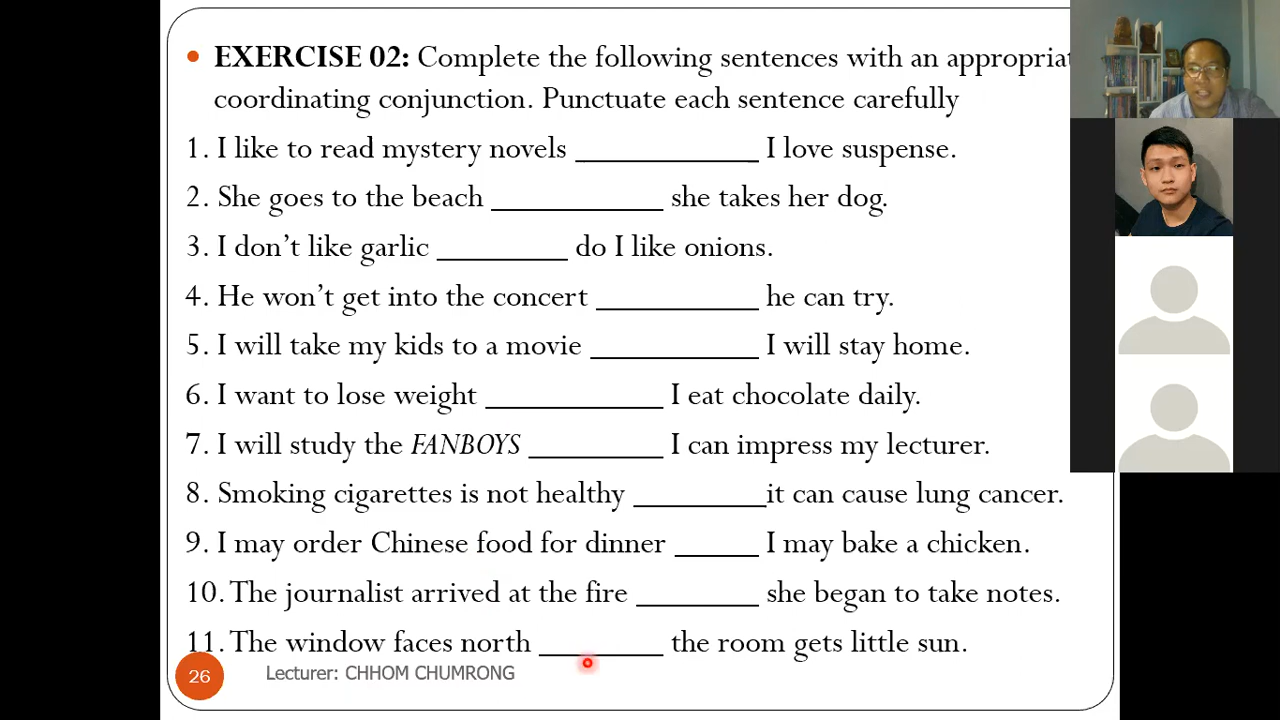 EXERCISE 02: Complete the following sentences with an appropriat
coordinating conjunction. Punctuate each sentence carefully
1. I like to read mystery novels ____________ I love suspense.
2. She goes to the beach ____________ she takes her dog.
3. I don't like garlic _________ do I like onions.
4. He won't get into the concert ___________ he can try.
5. I will take my kids to a movie ____________ I will stay home.
6. I want to lose weight ____________ I eat chocolate daily.
7. I will study the FANBOYS _________ I can impress my lecturer.
8. Smoking cigarettes is not healthy _________it can cause lung cancer.
9. I may order Chinese food for dinner ______ I may bake a chicken.
10. The journalist arrived at the fire ________ she began to take notes.
11. The window faces north _________ the room gets little sun.
26 Lecturer: CHHOM CHUMRONG